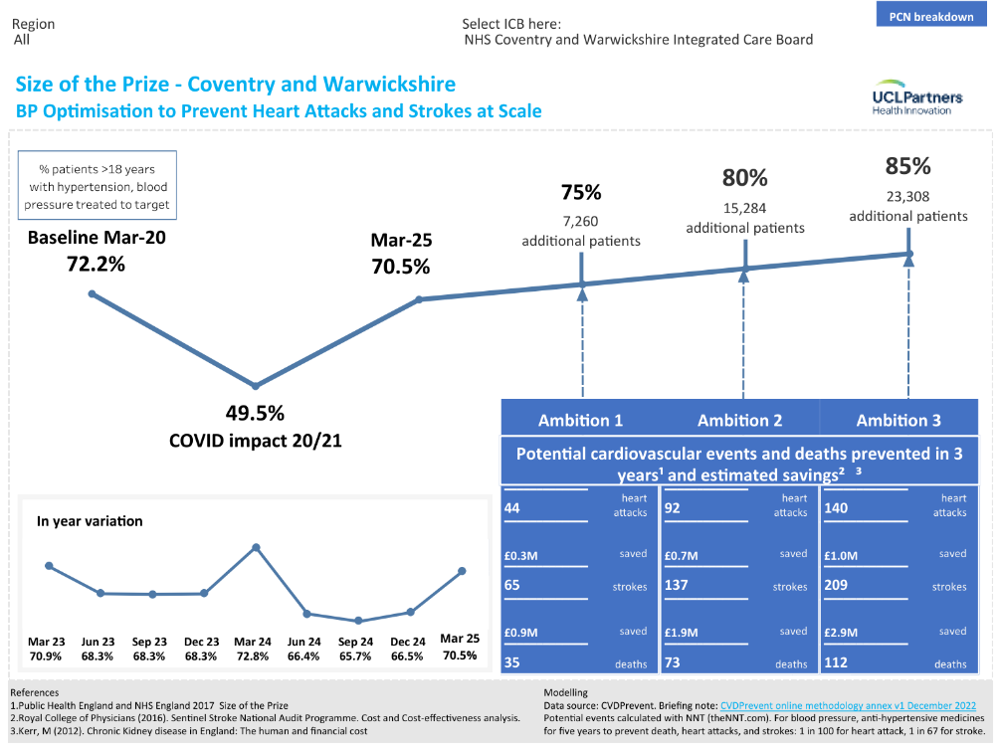 PCN breakdown
Region
All
Select ICB here:
NHS Coventry and Warwickshire Integrated Care Board
Size of the Prize - Coventry and Warwickshire
BP Optimisation to Prevent Heart Attacks and Strokes at Scale
UCLPartners
Health Innovation
% patients >18 years
with hypertension, blood
pressure treated to target
Baseline Mar-20
72.2%
49.5%
COVID impact 20/21
Mar-25
70.5%
75%
7,260
additional patients
80%
15,284
additional patients
85%
23,308
additional patients
Ambition 1 Ambition 2 Ambition 3
Potential cardiovascular events and deaths prevented in 3
years¹ and estimated savings² ³
44 heart attacks 92 heart attacks 140 heart attacks
£0.3M saved £0.7M saved £1.0M saved
65 strokes 137 strokes 209 strokes
£0.9M saved £1.9M saved £2.9M saved
35 deaths 73 deaths 112 deaths
In year variation
Mar 23 Jun 23 Sep 23 Dec 23 Mar 24 Jun 24 Sep 24 Dec 24 Mar 25
70.9% 68.3% 68.3% 68.3% 72.8% 66.4% 65.7% 66.5% 70.5%
References
1.Public Health England and NHS England 2017 Size of the Prize
2.Royal College of Physicians (2016). Sentinel Stroke National Audit Programme. Cost and Cost-effectiveness analysis.
3.Kerr, M (2012). Chronic Kidney disease in England: The human and financial cost
Modelling
Data source: CVDPrevent. Briefing note: CVDPrevent online methodology annex v1 December 2022
Potential events calculated with NNT (theNNT.com). For blood pressure, anti-hypertensive medicines
for five years to prevent death, heart attacks, and strokes: 1 in 100 for heart attack, 1 in 67 for stroke.